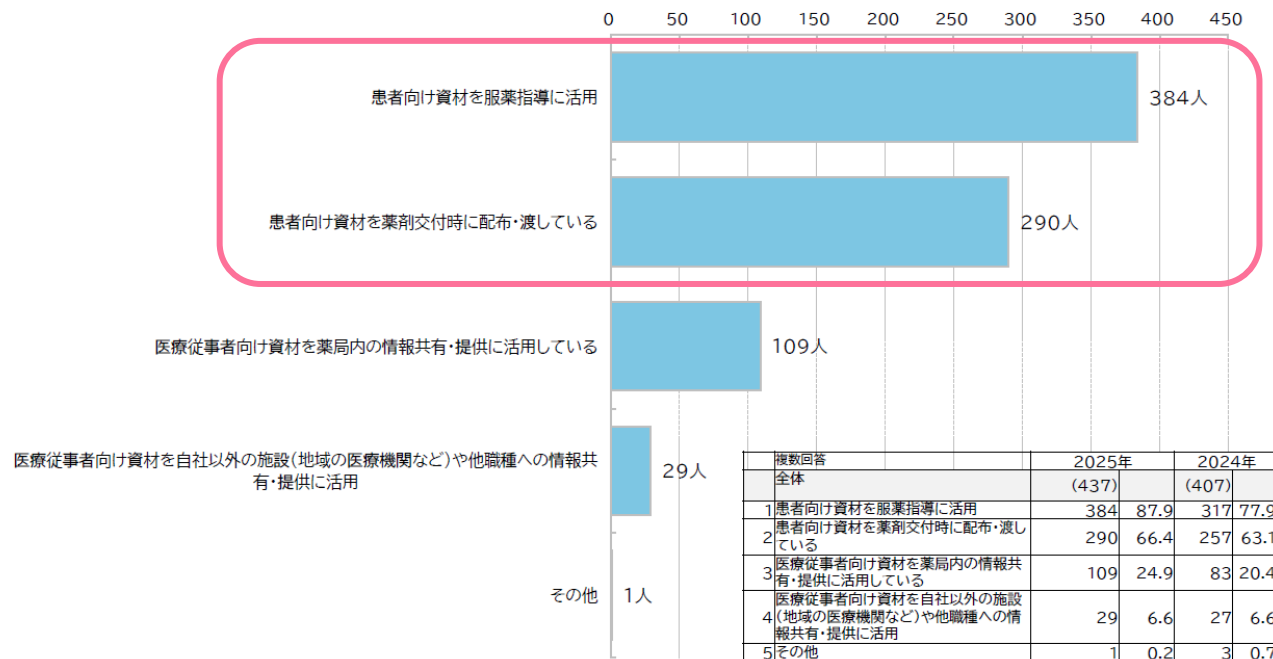 0 50 100 150 200 250 300 350 400 450
患者向け資材を服薬指導に活用 384人
患者向け資材を薬剤交付時に配布・渡している 290人
医療従事者向け資材を薬局内の情報共有・提供に活用している 109人
医療従事者向け資材を自社以外の施設(地域の医療機関など)や他職種への情報共
有・提供に活用 29人
その他 1人
複数回答 2025年 2024年
全体 (437) (407)
1 患者向け資材を服薬指導に活用 384 87.9 317 77.9
2 患者向け資材を薬剤交付時に配布・渡し
ている 290 66.4 257 63.1
3 医療従事者向け資材を薬局内の情報共
有・提供に活用している 109 24.9 83 20.4
4 医療従事者向け資材を自社以外の施設
(地域の医療機関など)や他職種への情
報共有・提供に活用 29 6.6 27 6.6
5 その他 1 0.2 3 0.7